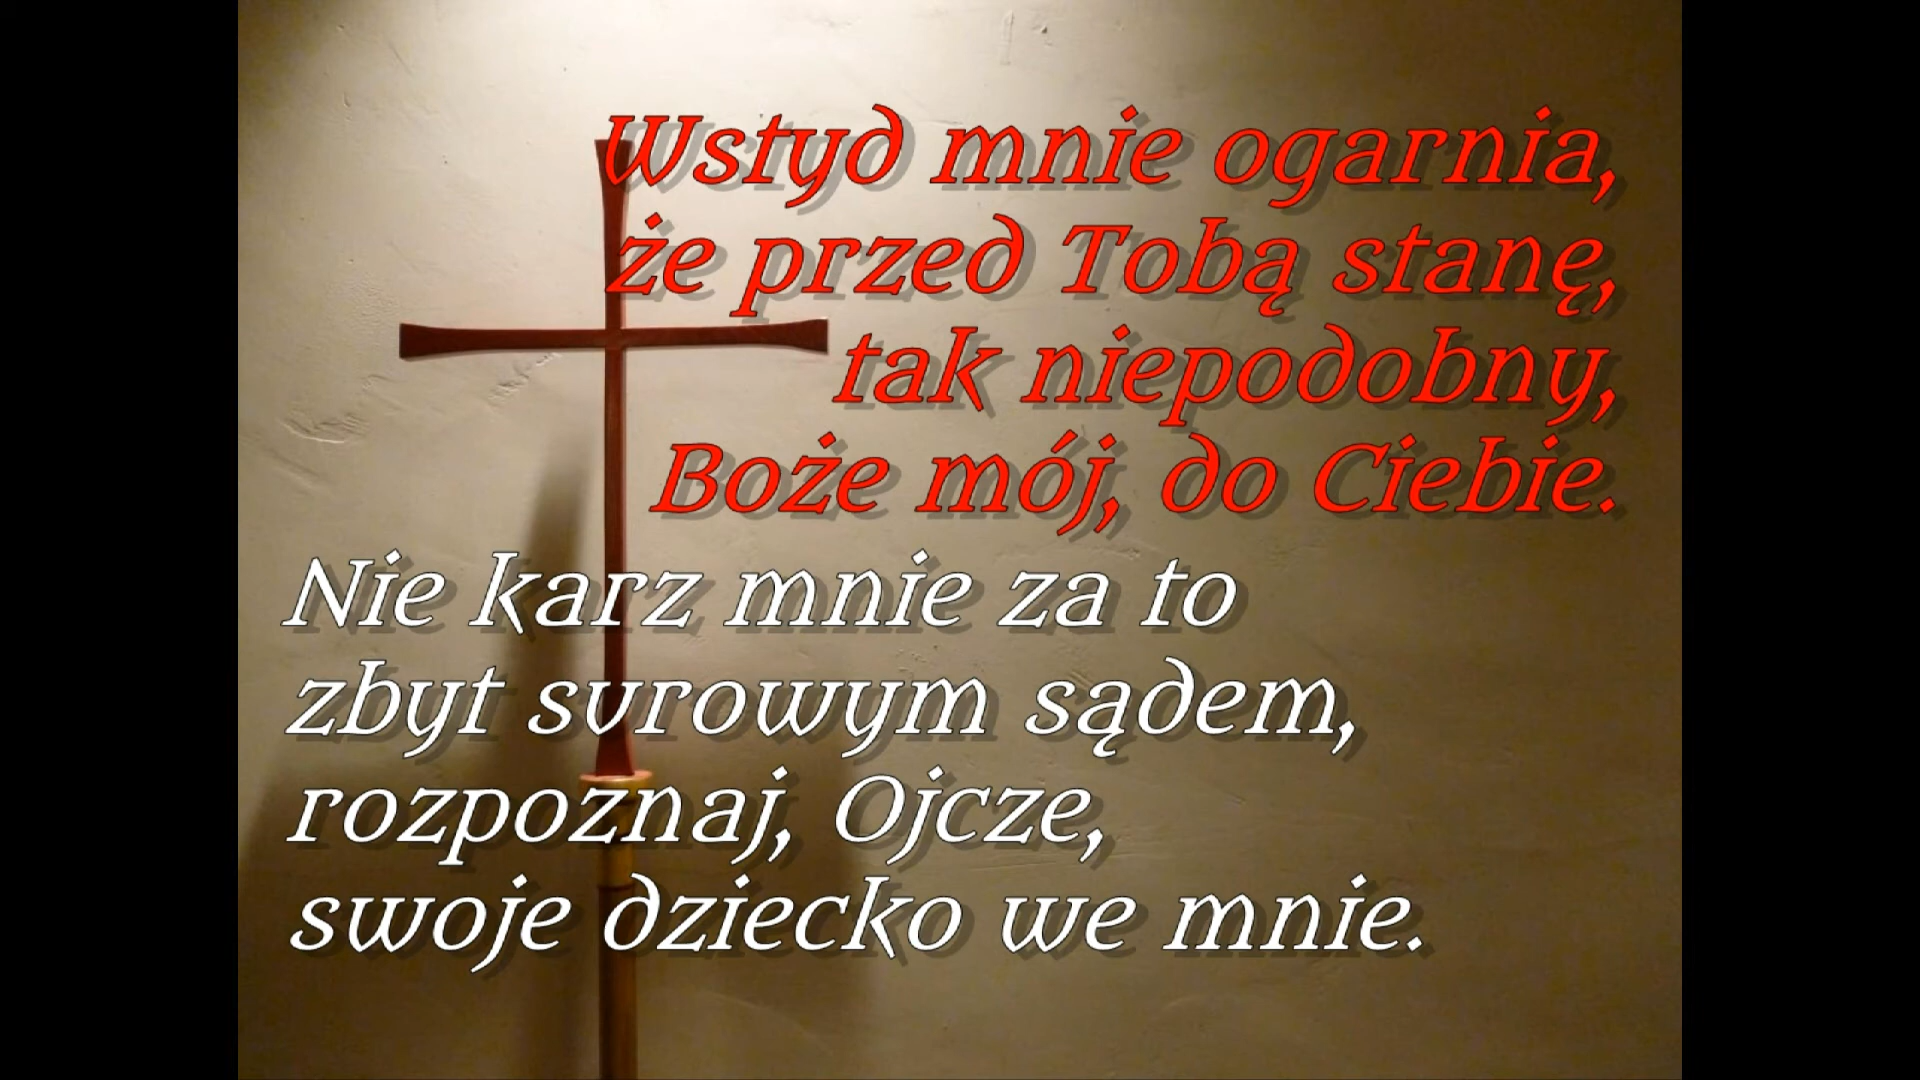 Wstyd mnie ogarnia,
że przed Tobą stanę,
tak niepodobny,
Boże mój, do Ciebie.
Nie karz mnie za to
zbyt surowym sądem,
rozpoznaj, Ojcze,
swoje dziecko we mnie.